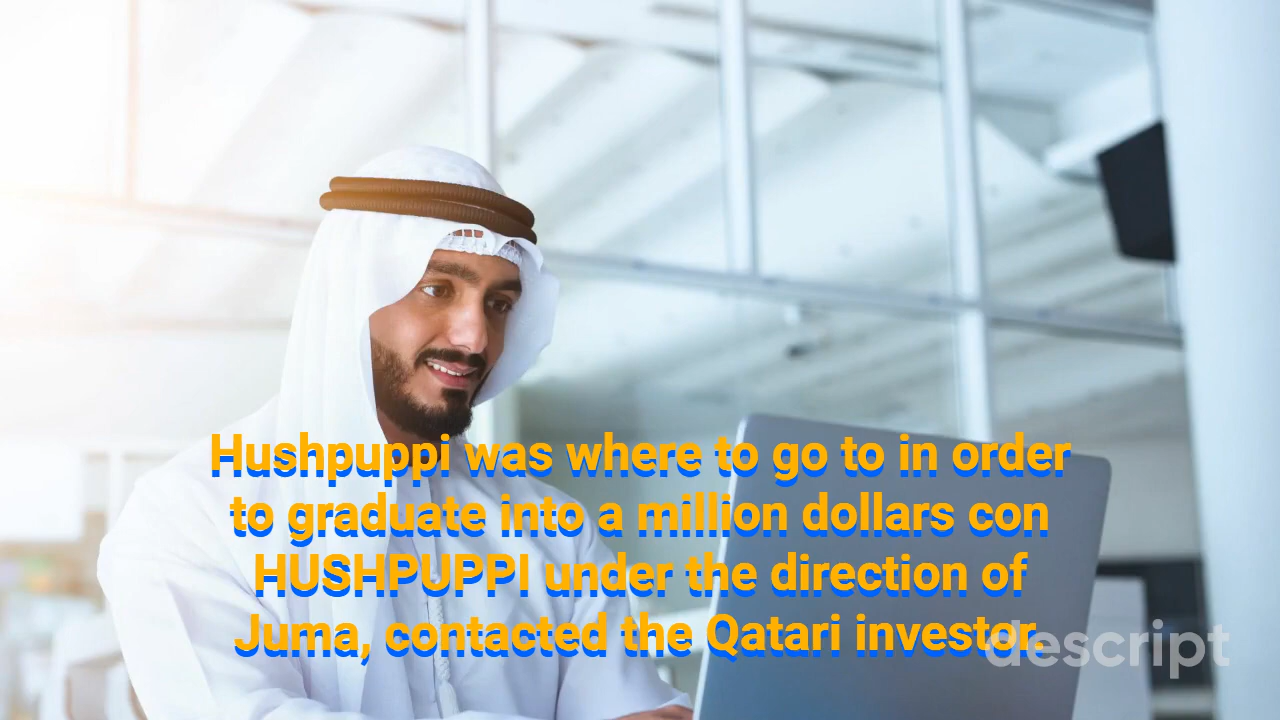 Hushpuppi was where to go to in order
to graduate into a million dollars con
HUSHPUPPI under the direction of
Juma, contacted the Qatari investor.
descript